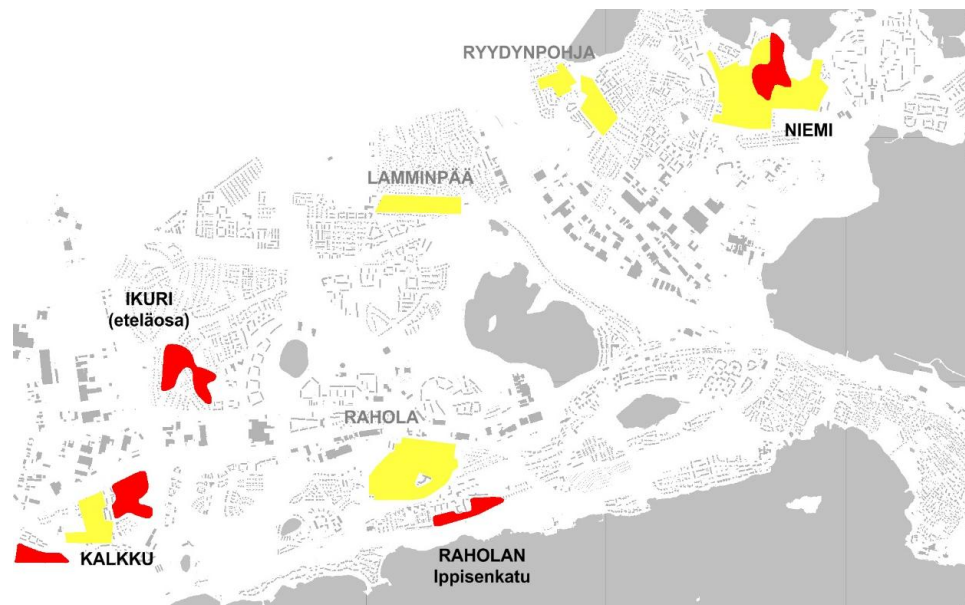 RYYDYNPOHJA
NIEMI
LAMMINPÄÄ
IKURI
(eteläosa)
RAHOLA
KALKKU
RAHOLAN
Ippisenkatu